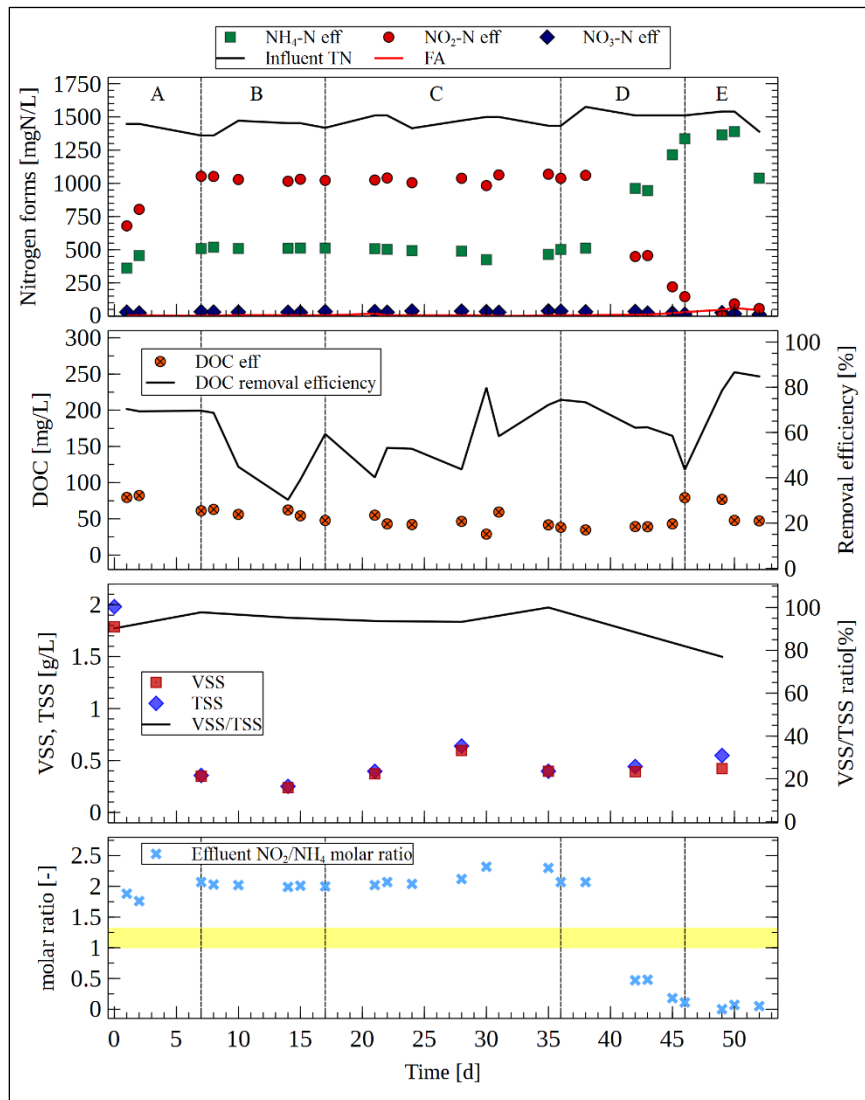 NH₄-N eff NO₂-N eff NO₃-N eff
Influent TN FA
A B C D E
1750
1500
1250
1000
750
500
250
0
Nitrogen forms [mgN/L]
DOC eff
DOC removal efficiency
300
250
200
150
100
50
0
DOC [mg/L]
100
80
60
40
20
0
Removal efficiency [%]
VSS
TSS
VSS/TSS
2
1.5
1
0.5
0
VSS, TSS [g/L]
100
80
60
40
20
0
VSS/TSS ratio[%]
Effluent NO₂/NH₄ molar ratio
2.5
2
1.5
1
0.5
0
molar ratio [-]
0 5 10 15 20 25 30 35 40 45 50
Time [d]